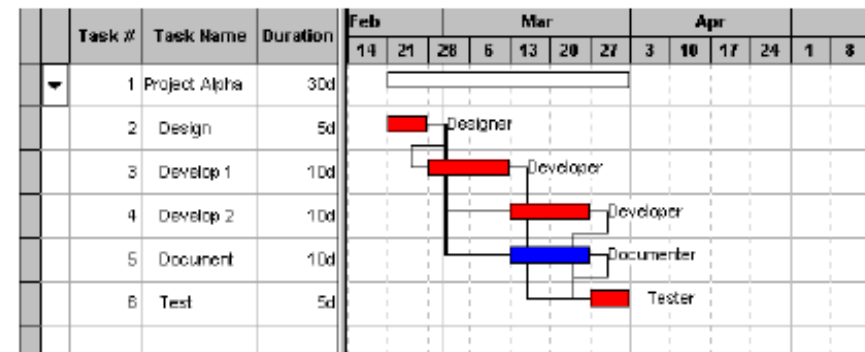 Feb Mar Apr
Task # Task Name Duration 14 21 28 6 13 20 27 3 10 17 24 1 8
1 Project Alpha 30d
2 Design 5d Designer
3 Develop 1 10d Developer
4 Develop 2 10d Developer
5 Document 10d Documenter
6 Test 5d Tester